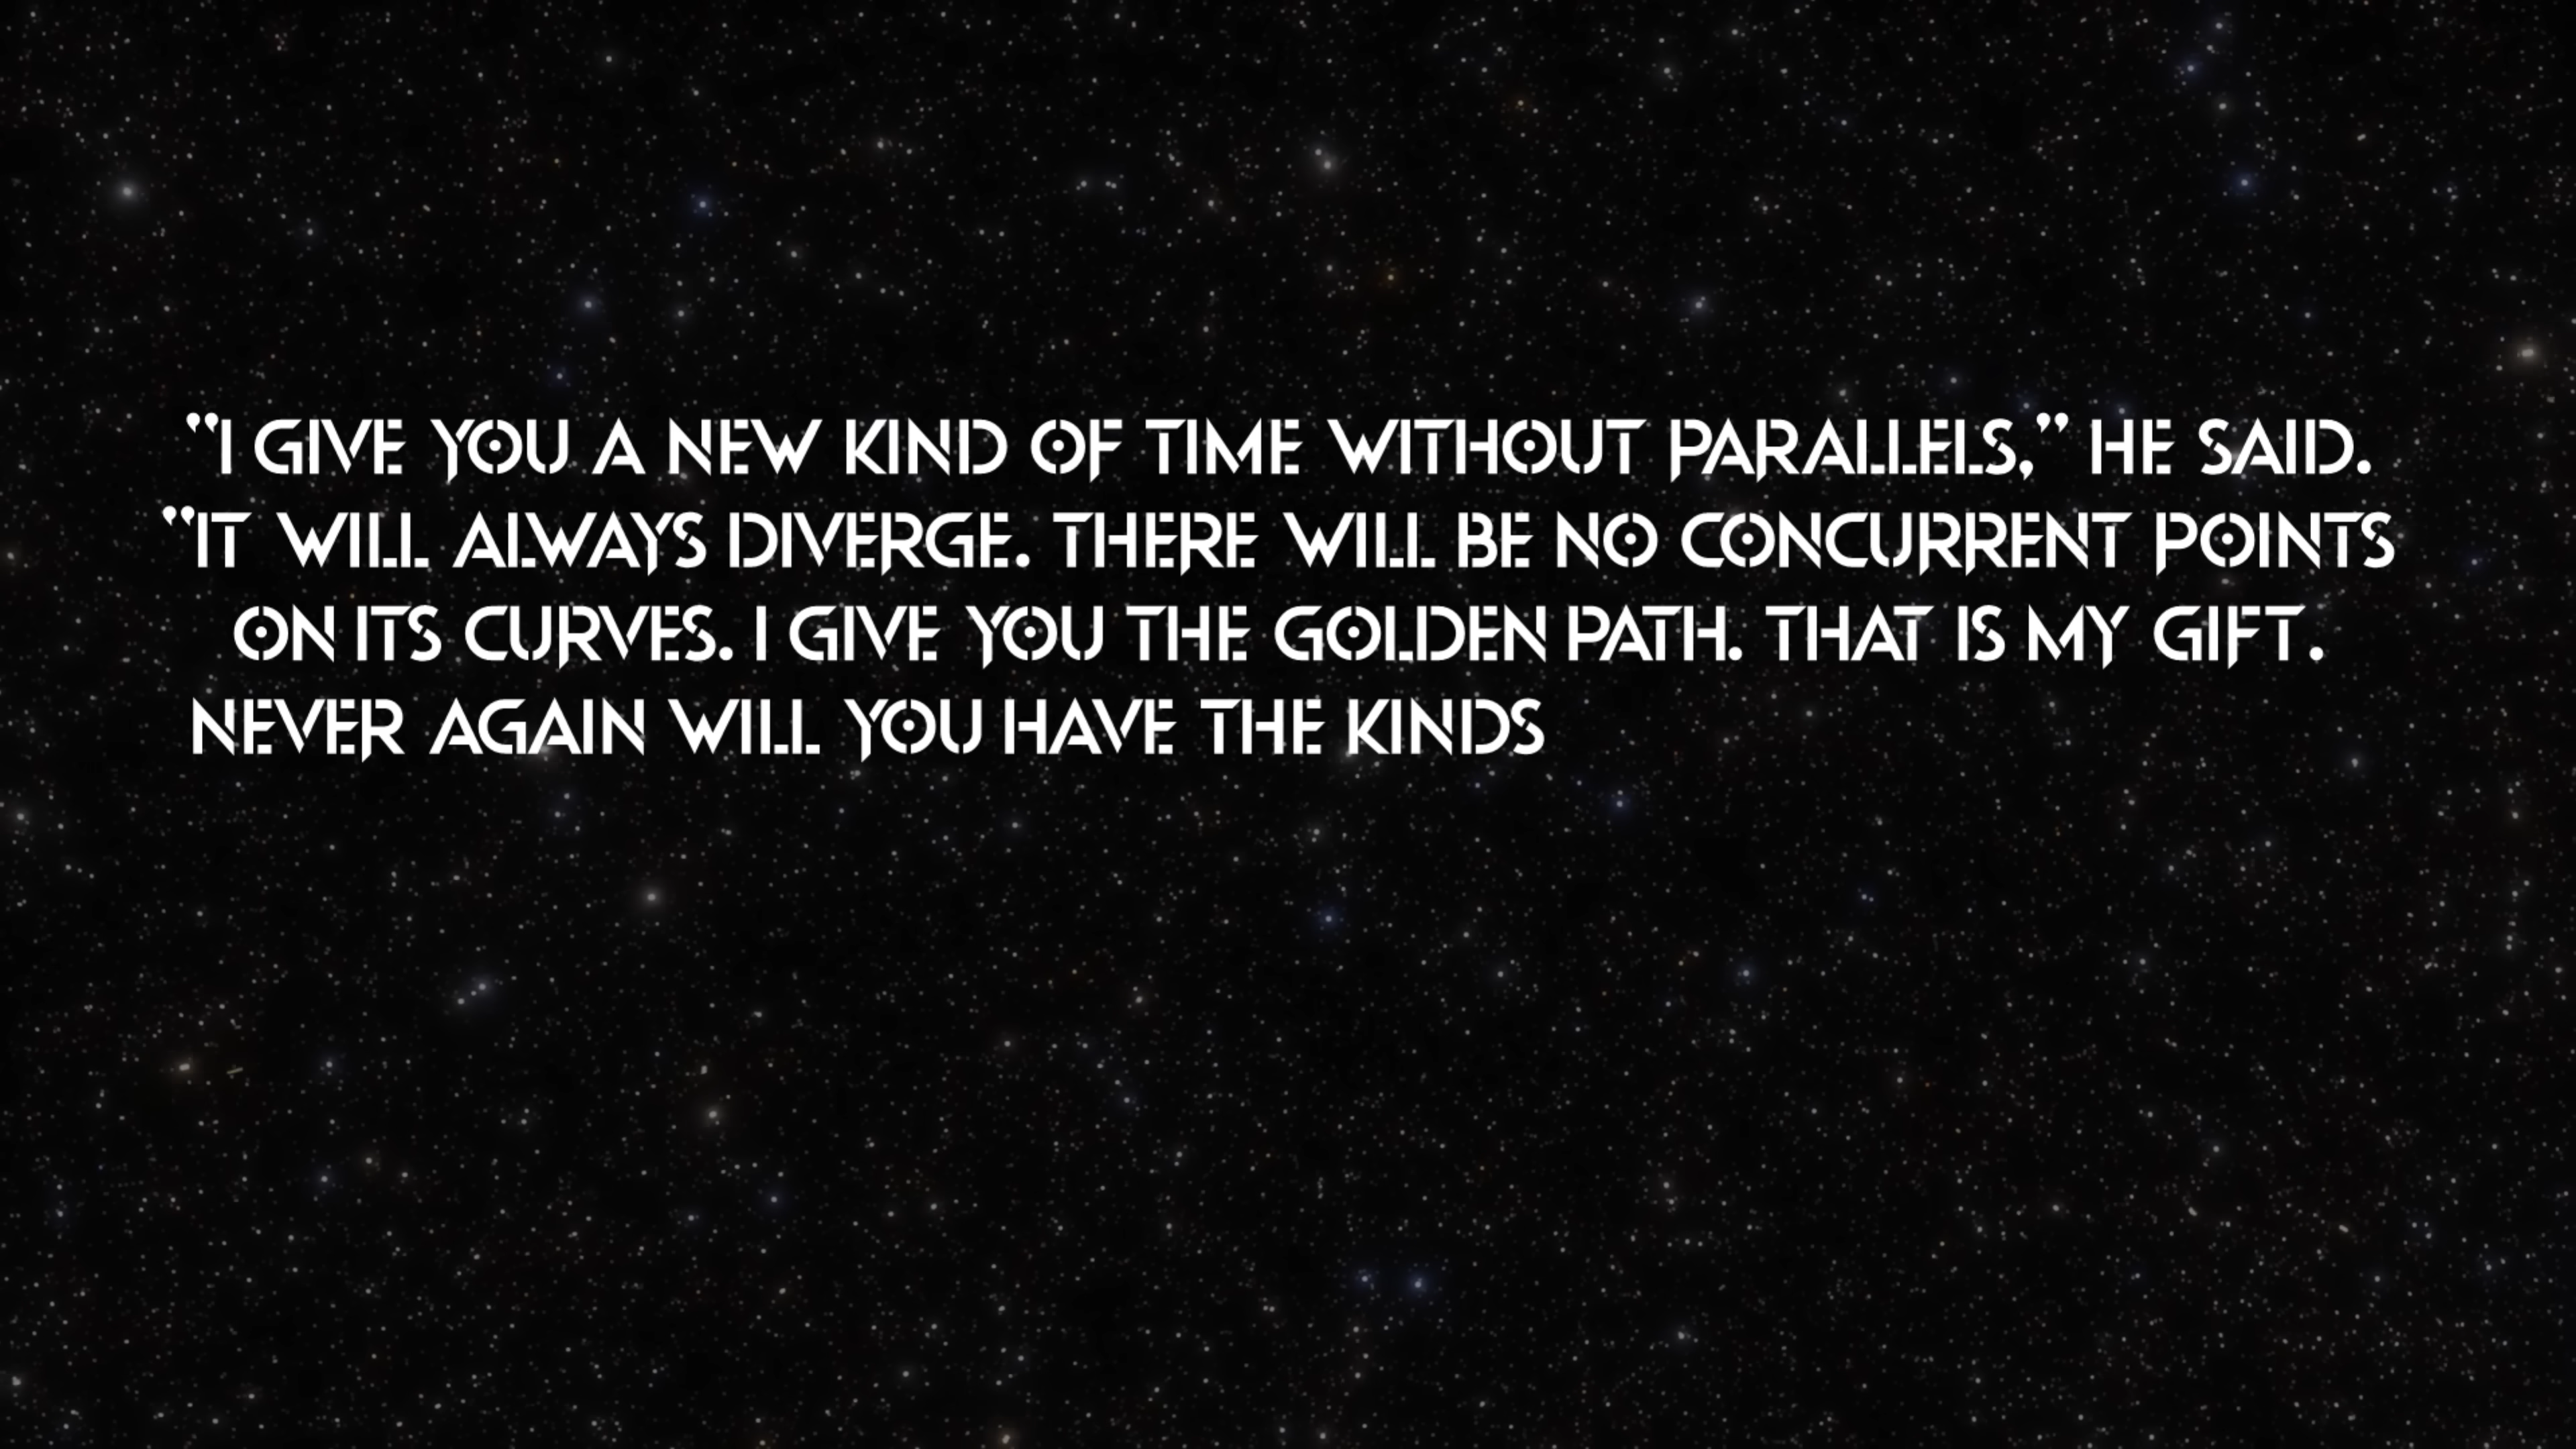 ”I GIVE YOU A NEW KIND OF TIME WITHOUT PARALLELS,” HE SAID.
“IT WILL ALWAYS DIVERGE. THERE WILL BE NO CONCURRENT POINTS
ON ITS CURVES. I GIVE YOU THE GOLDEN PATH. THAT IS MY GIFT.
NEVER AGAIN WILL YOU HAVE THE KINDS